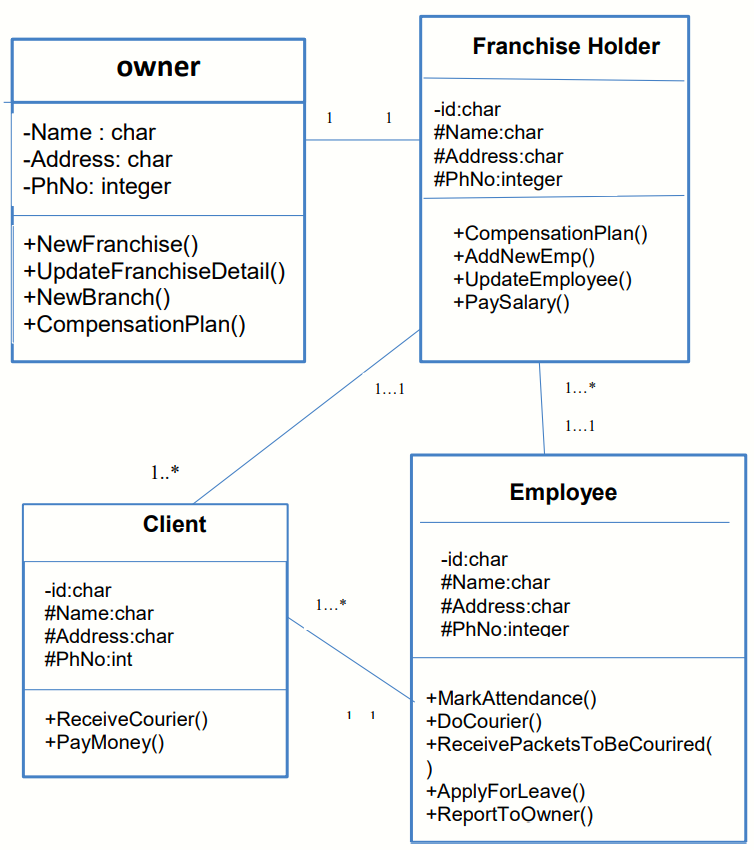 owner
-Name : char
-Address: char
-PhNo: integer
+NewFranchise()
+UpdateFranchiseDetail()
+NewBranch()
+CompensationPlan()
1 1
Franchise Holder
-id:char
#Name:char
#Address:char
#PhNo:integer
+CompensationPlan()
+AddNewEmp()
+UpdateEmployee()
+PaySalary()
1...1
1..*
1...*
1...1
Client
-id:char
#Name:char
#Address:char
#PhNo:int
+ReceiveCourier()
+PayMoney()
1...*
1 1
Employee
-id:char
#Name:char
#Address:char
#PhNo:integer
+MarkAttendance()
+DoCourier()
+ReceivePacketsToBeCourired(
)
+ApplyForLeave()
+ReportToOwner()